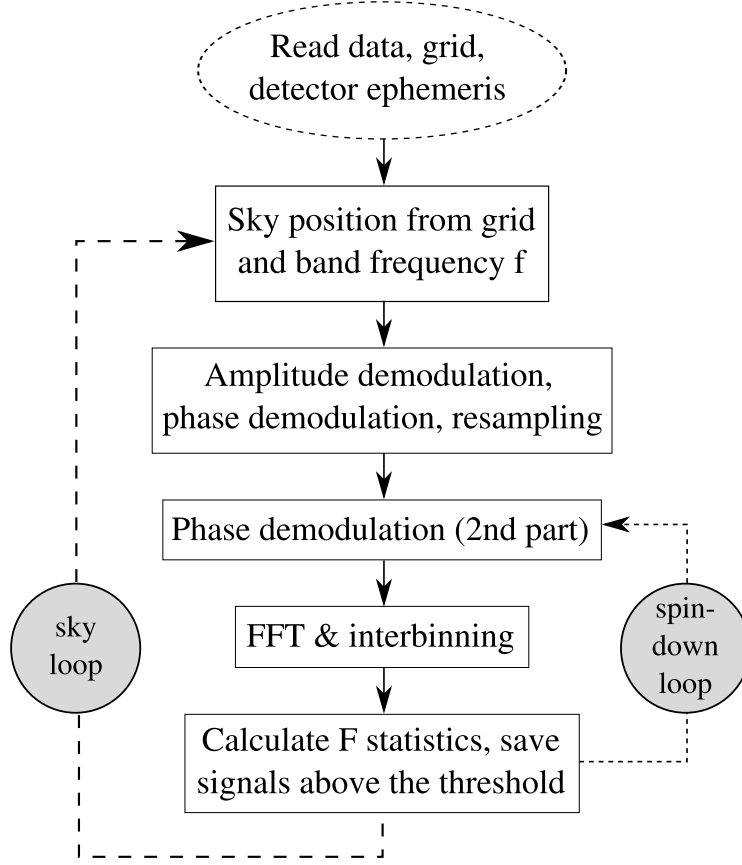 Read data, grid,
detector ephemeris
Sky position from grid
and band frequency f
Amplitude demodulation,
phase demodulation, resampling
Phase demodulation (2nd part)
FFT & interbinning
sky
loop
spin-
down
loop
Calculate F statistics, save
signals above the threshold